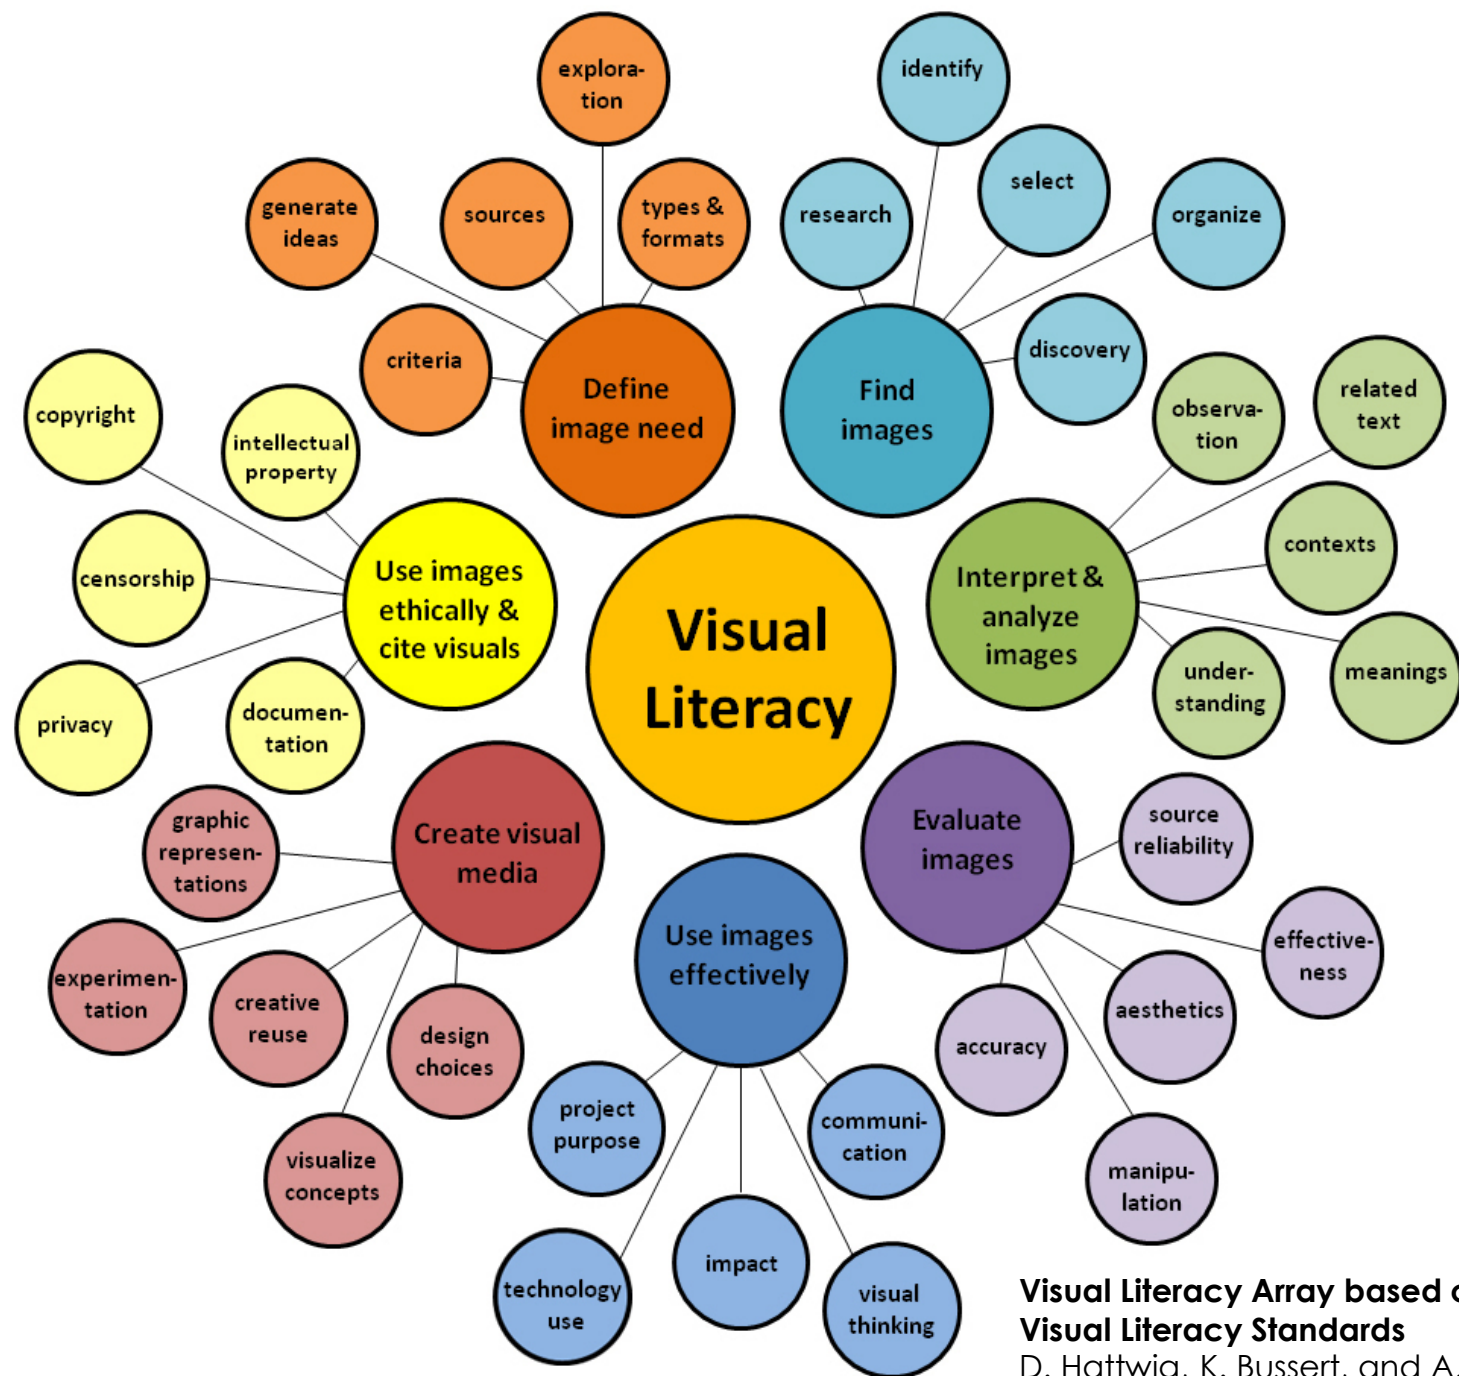 Visual
Literacy
Define
image need
explora-
tion
generate
ideas
sources
types &
formats
criteria
Find
images
identify
select
research
organize
discovery
Interpret &
analyze
images
observa-
tion
related
text
contexts
meanings
under-
standing
Evaluate
images
source
reliability
effective-
ness
aesthetics
accuracy
manipu-
lation
Use images
effectively
project
purpose
communi-
cation
technology
use
impact
visual
thinking
Create visual
media
graphic
represen-
tations
experimen-
tation
creative
reuse
design
choices
visualize
concepts
Use images
ethically &
cite visuals
copyright
intellectual
property
censorship
privacy
documen-
tation
Visual Literacy Array based
Visual Literacy Standards
D. Hattwig, K. Bussert, and A.